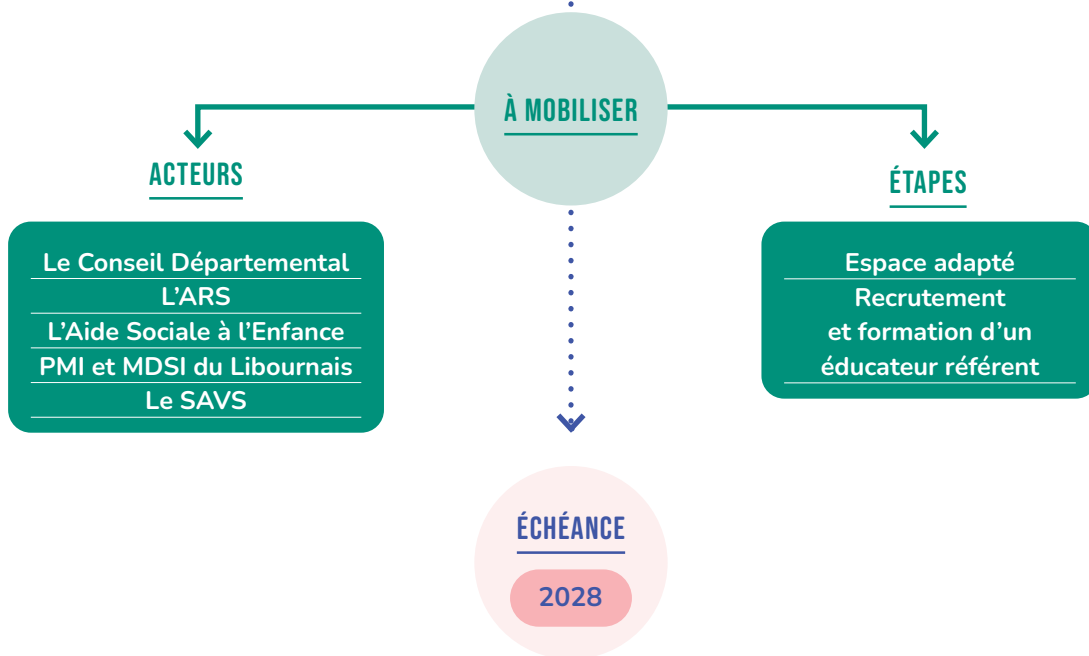 À MOBILISER
ACTEURS
Le Conseil Départemental
L'ARS
L'Aide Sociale à l'Enfance
PMI et MDSI du Libournais
Le SAVS
ÉTAPES
Espace adapté
Recrutement
et formation d'un
éducateur référent
ÉCHÉANCE
2028